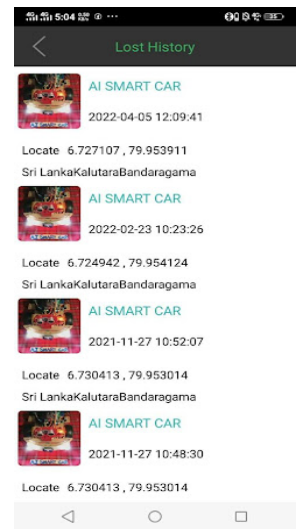 5:04
Lost History
AI SMART CAR
2022-04-05 12:09:41
Locate 6.727107 , 79.953911
Sri LankaKalutaraBandaragama
AI SMART CAR
2022-02-23 10:23:26
Locate 6.724942 , 79.954124
Sri LankaKalutaraBandaragama
AI SMART CAR
2021-11-27 10:52:07
Locate 6.730413 , 79.953014
Sri LankaKalutaraBandaragama
AI SMART CAR
2021-11-27 10:48:30
Locate 6.730413 , 79.953014